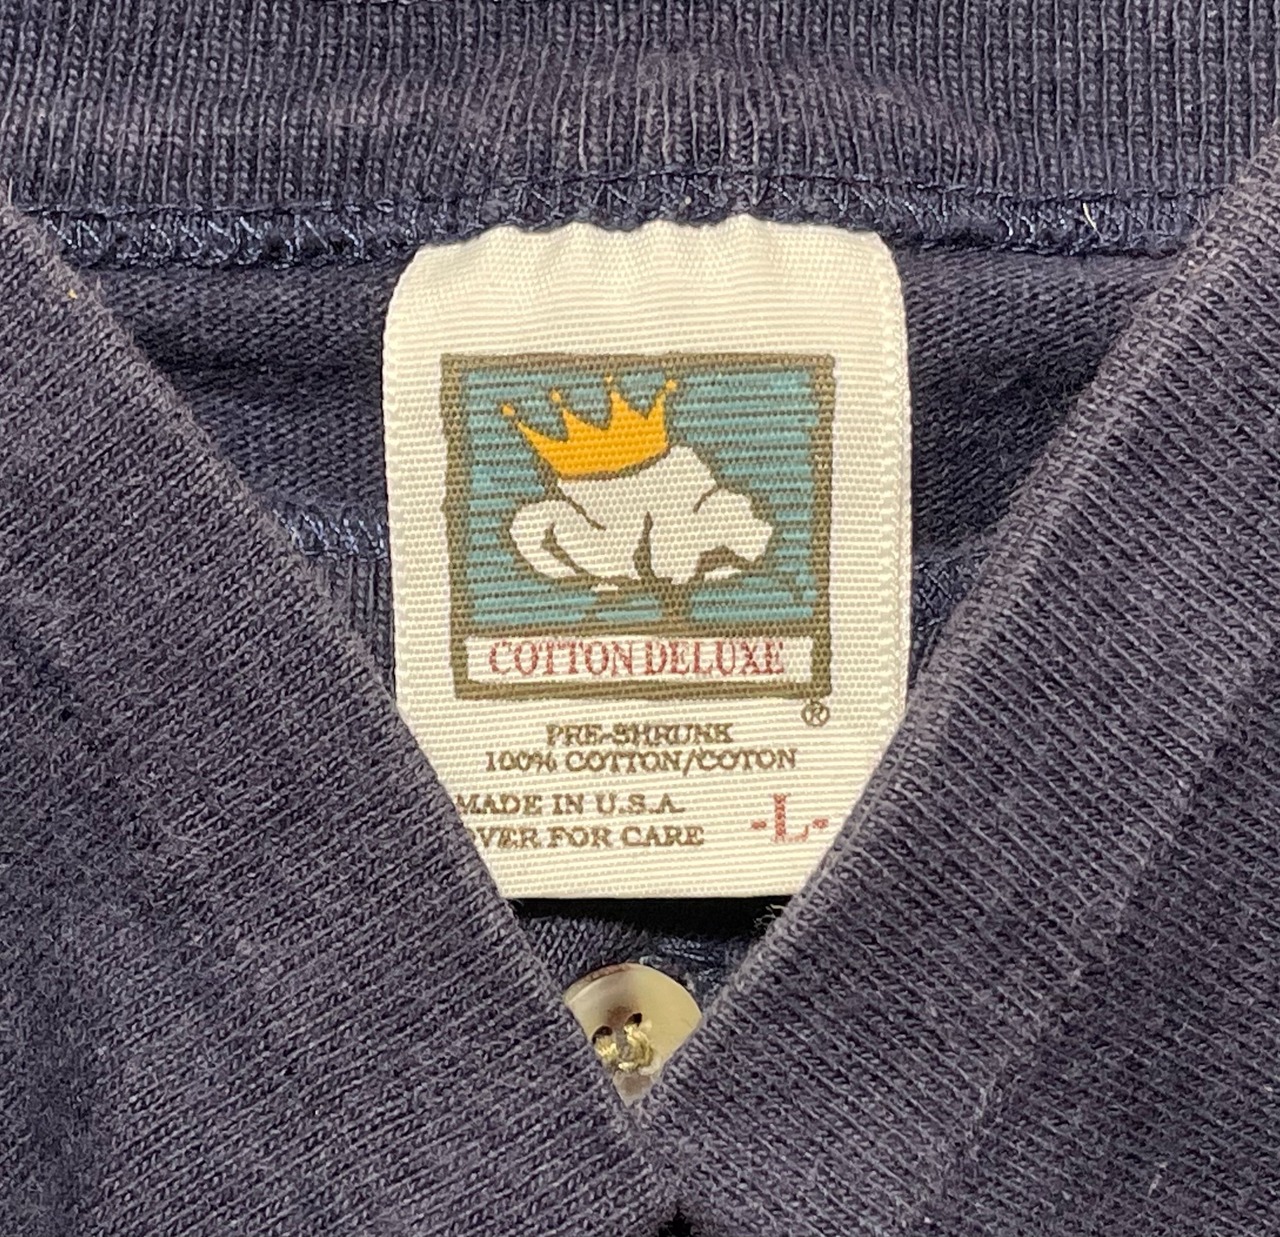 COTTON DELUXE
®
PRE-SHRUNK
100% COTTON/COTON
MADE IN U.S.A.
VER FOR CARE
-L-